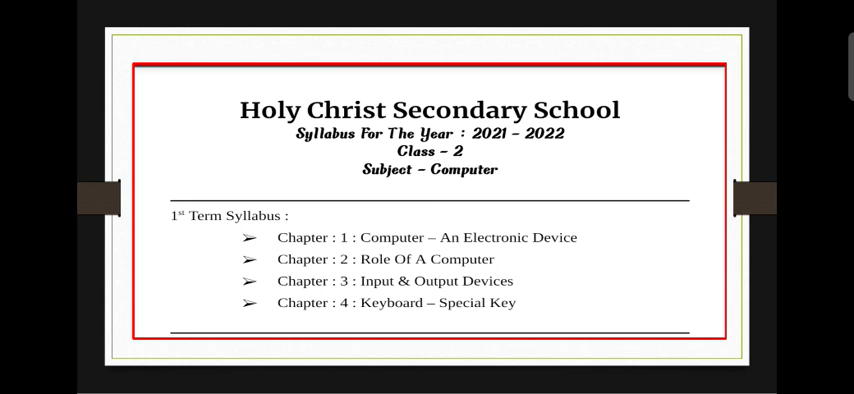 Holy Christ Secondary School
Syllabus For The Year : 2021 – 2022
Class – 2
Subject – Computer
1st Term Syllabus :
➢ Chapter : 1 : Computer – An Electronic Device
➢ Chapter : 2 : Role Of A Computer
➢ Chapter : 3 : Input & Output Devices
➢ Chapter : 4 : Keyboard – Special Key